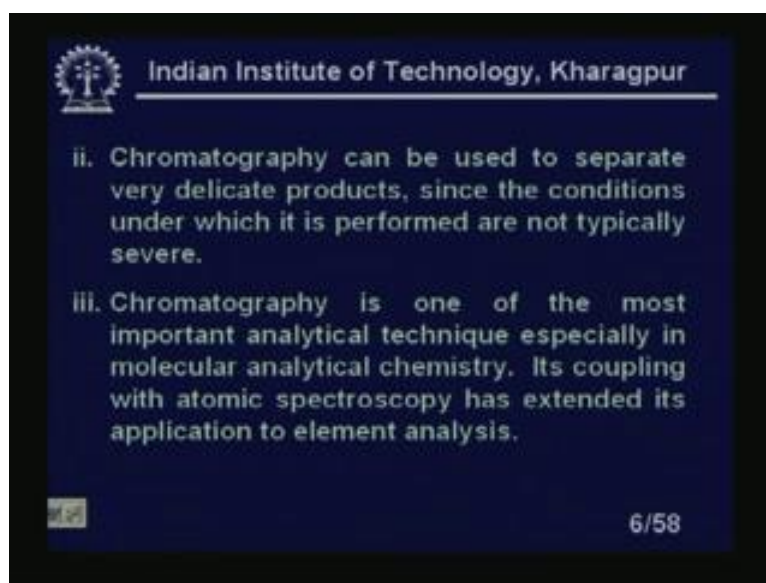 Indian Institute of Technology, Kharagpur
ii. Chromatography can be used to separate
very delicate products, since the conditions
under which it is performed are not typically
severe.
iii. Chromatography is one of the most
important analytical technique especially in
molecular analytical chemistry. Its coupling
with atomic spectroscopy has extended its
application to element analysis.
6/58